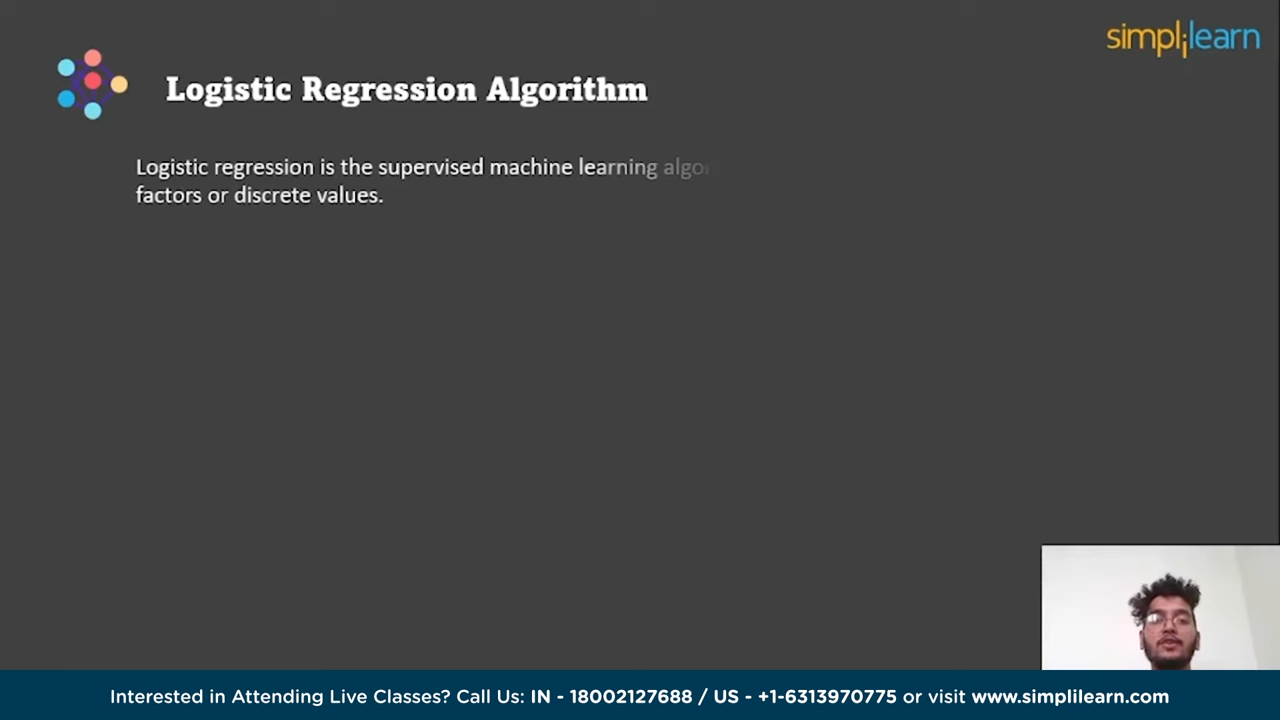 simplilearn
Logistic Regression Algorithm
Logistic regression is the supervised machine learning
factors or discrete values.
Interested in Attending Live Classes? Call Us: IN - 18002127688 / US - +1-6313970775 or visit www.simplilearn.com